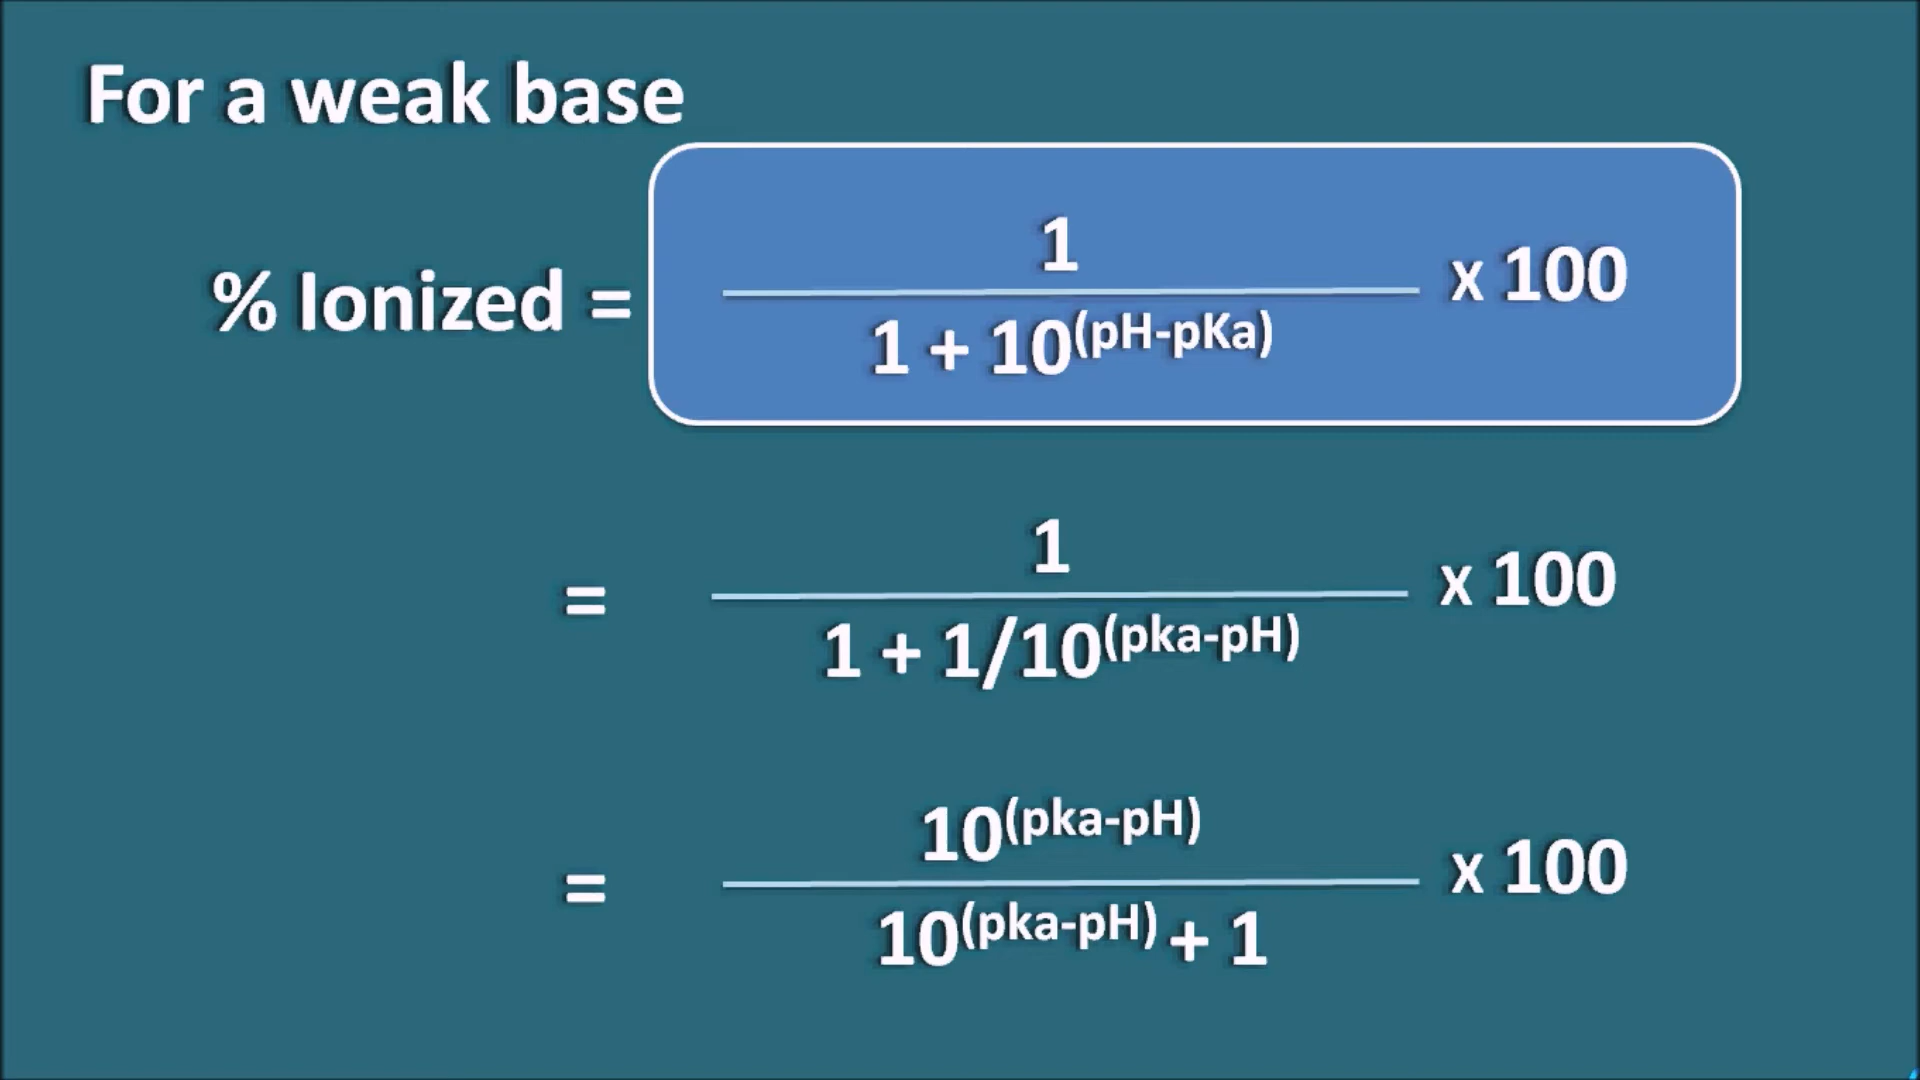 For a weak base
% Ionized =
1
x 100
1 + 10^(pH-pKa)
=
1
x 100
1 + 1/10^(pka-pH)
=
10^(pka-pH)
x 100
10^(pka-pH) + 1